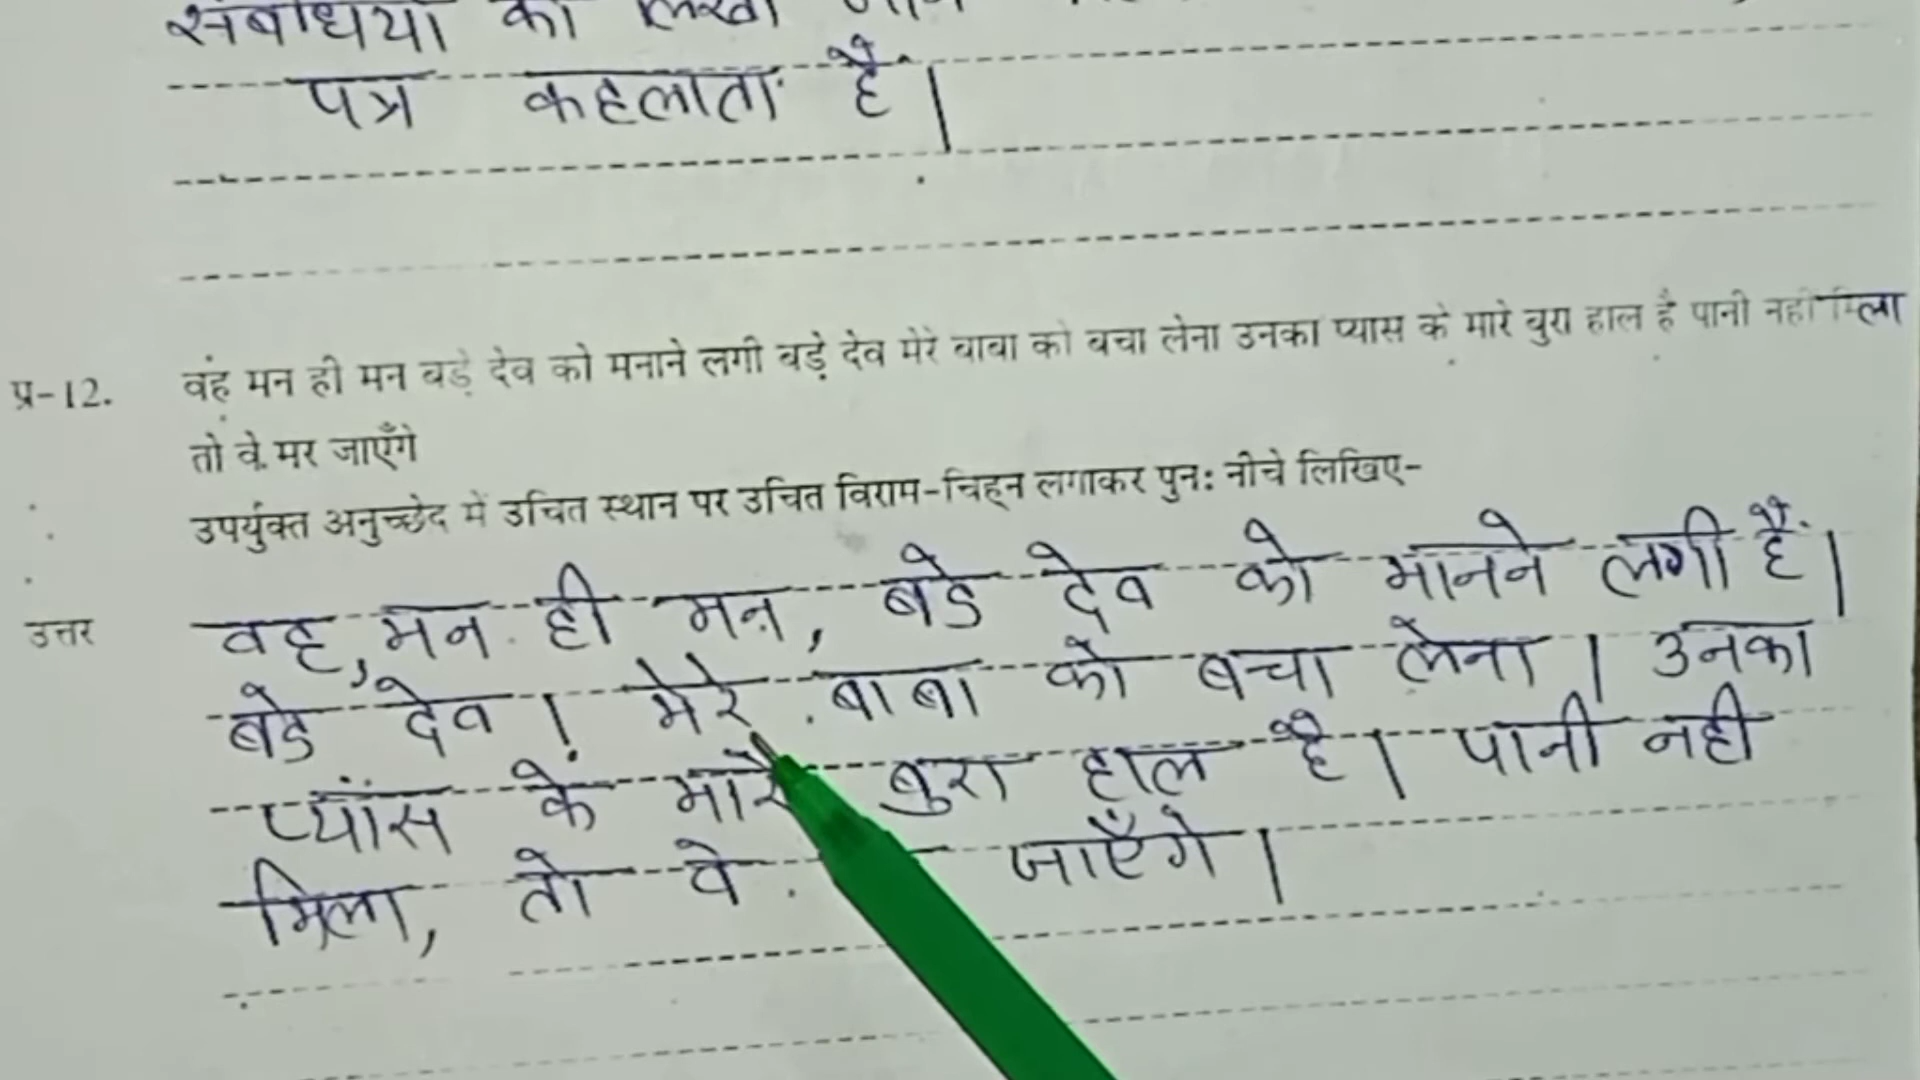 संबंधियों को लिखा
पत्र कहलाता है।
प्र-12. वह मन ही मन बड़े देव को मनाने लगी बड़े देव मेरे बाबा को बचा लेना उनका प्यास के मारे बुरा हाल है पानी नहीं मिला
तो वे मर जाएँगे
उपर्युक्त अनुच्छेद में उचित स्थान पर उचित विराम-चिह्न लगाकर पुनः नीचे लिखिए-
उत्तर वह, मन ही मन, बडे देव को मानने लगी हैं।
बडे देव! मेरे बाबा को बचा लेना। उनका
प्यांस के मारे बुरा हाल है। पानी नही
मिला, तो वे जाएँगे।